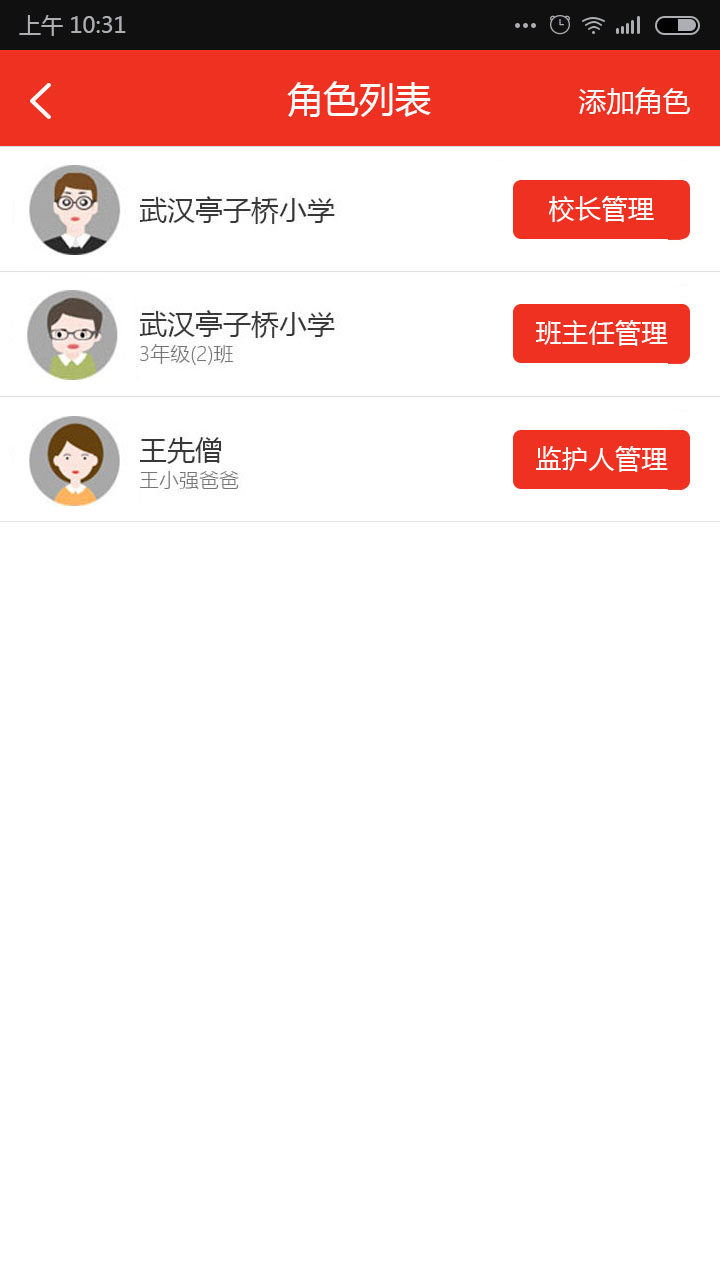 上午 10:31
角色列表
添加角色
武汉亭子桥小学
校长管理
武汉亭子桥小学
3年级(2)班
班主任管理
王先僧
王小强爸爸
监护人管理